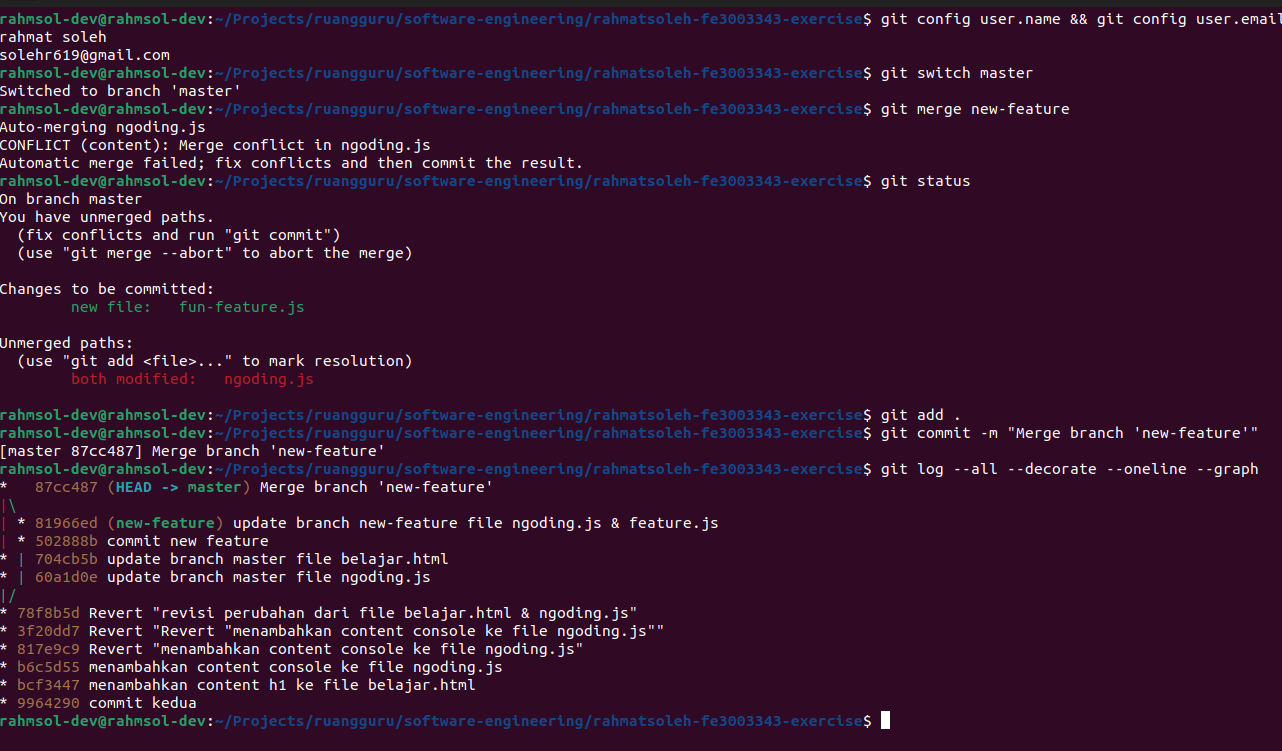 rahmsol-dev@rahmsol-dev:~/Projects/ruangguru/software-engineering/rahmatsoleh-fe3003343-exercise$ git config user.name && git config user.email
rahmat soleh
solehr619@gmail.com
rahmsol-dev@rahmsol-dev:~/Projects/ruangguru/software-engineering/rahmatsoleh-fe3003343-exercise$ git switch master
Switched to branch 'master'
rahmsol-dev@rahmsol-dev:~/Projects/ruangguru/software-engineering/rahmatsoleh-fe3003343-exercise$ git merge new-feature
Auto-merging ngoding.js
CONFLICT (content): Merge conflict in ngoding.js
Automatic merge failed; fix conflicts and then commit the result.
rahmsol-dev@rahmsol-dev:~/Projects/ruangguru/software-engineering/rahmatsoleh-fe3003343-exercise$ git status
On branch master
You have unmerged paths.
  (fix conflicts and run "git commit")
  (use "git merge --abort" to abort the merge)

Changes to be committed:
        new file:   fun-feature.js

Unmerged paths:
  (use "git add <file>..." to mark resolution)
        both modified:   ngoding.js

rahmsol-dev@rahmsol-dev:~/Projects/ruangguru/software-engineering/rahmatsoleh-fe3003343-exercise$ git add .
rahmsol-dev@rahmsol-dev:~/Projects/ruangguru/software-engineering/rahmatsoleh-fe3003343-exercise$ git commit -m "Merge branch 'new-feature'"
[master 87cc487] Merge branch 'new-feature'
rahmsol-dev@rahmsol-dev:~/Projects/ruangguru/software-engineering/rahmatsoleh-fe3003343-exercise$ git log --all --decorate --oneline --graph
*   87cc487 (HEAD -> master) Merge branch 'new-feature'
|\
| * 81966ed (new-feature) update branch new-feature file ngoding.js & feature.js
| * 502888b commit new feature
* | 704cb5b update branch master file belajar.html
* | 60a1d0e update branch master file ngoding.js
|/
* 78f8b5d Revert "revisi perubahan dari file belajar.html & ngoding.js"
* 3f20dd7 Revert "Revert "menambahkan content console ke file ngoding.js""
* 817e9c9 Revert "menambahkan content console ke file ngoding.js"
* b6c5d55 menambahkan content console ke file ngoding.js
* bcf3447 menambahkan content h1 ke file belajar.html
* 9964290 commit kedua
rahmsol-dev@rahmsol-dev:~/Projects/ruangguru/software-engineering/rahmatsoleh-fe3003343-exercise$